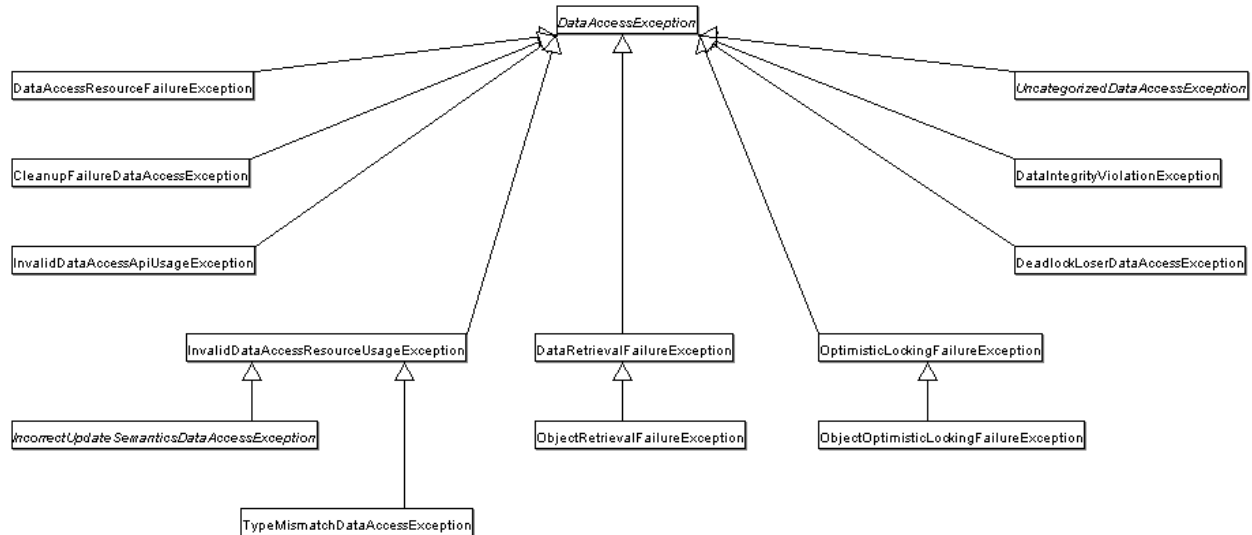 DataAccessException
DataAccessResourceFailureException
UncategorizedDataAccessException
CleanupFailureDataAccessException
DataIntegrityViolationException
InvalidDataAccessApiUsageException
DeadlockLoserDataAccessException
InvalidDataAccessResourceUsageException
DataRetrievalFailureException
OptimisticLockingFailureException
IncorrectUpdateSemanticsDataAccessException
ObjectRetrievalFailureException
ObjectOptimisticLockingFailureException
TypeMismatchDataAccessException